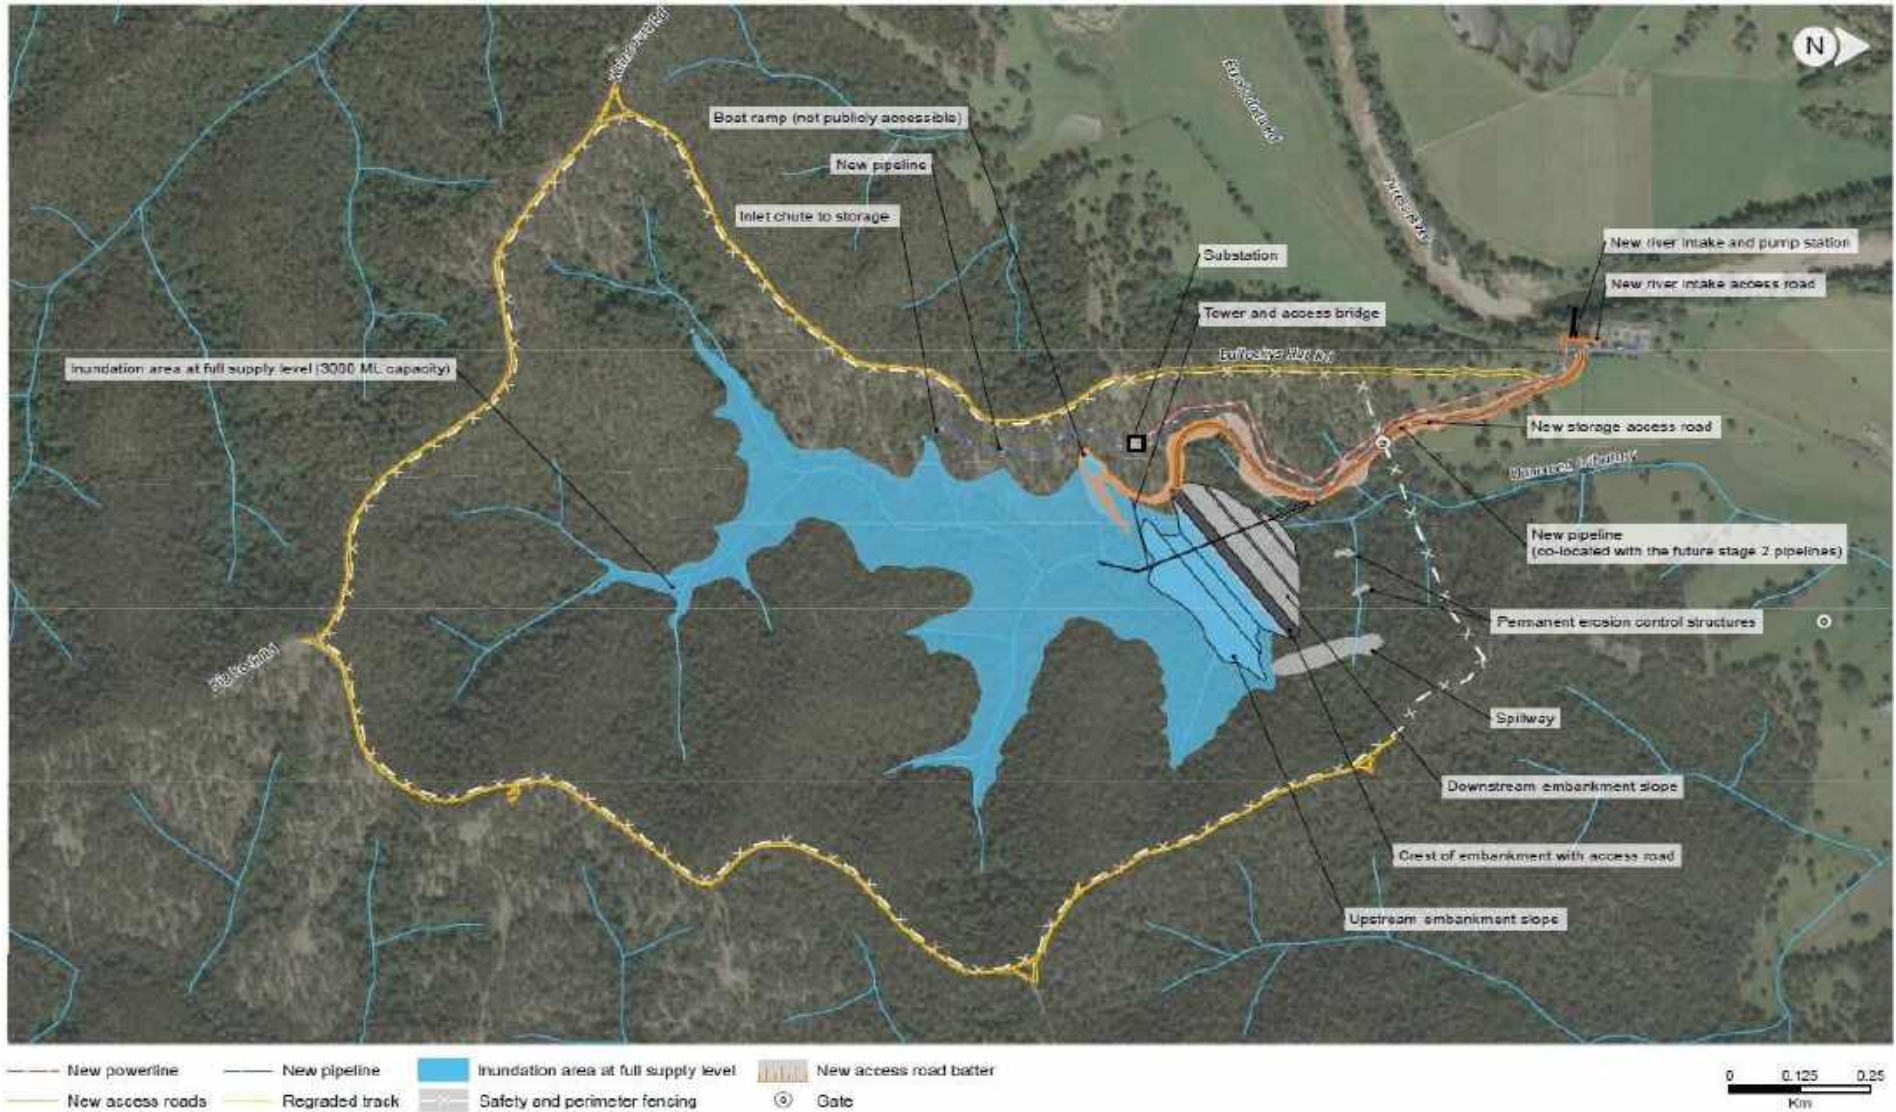 N
Boat ramp (not publicly accessible)
New pipeline
Inlet chute to storage
Substation
Tower and access bridge
New river intake and pump station
New river intake access road
Inundation area at full supply level (3000 ML capacity)
New storage access road
New pipeline
(co-located with the future stage 2 pipelines)
Permanent erosion control structures
Spillway
Downstream embankment slope
Crest of embankment with access road
Upstream embankment slope
New powerline
New pipeline
Inundation area at full supply level
New access road batter
New access roads
Regraded track
Safety and perimeter fencing
Gate
0 0.125 0.25
Km